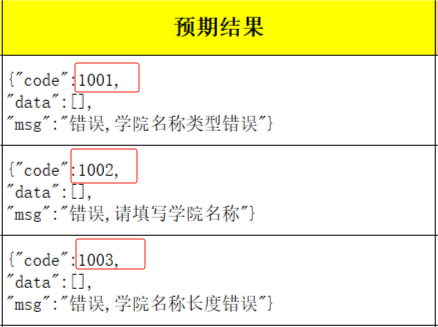 预期结果
{"code":1001,
"data":[],
"msg":"错误,学院名称类型错误"}
{"code":1002,
"data":[],
"msg":"错误,请填写学院名称"}
{"code":1003,
"data":[],
"msg":"错误,学院名称长度错误"}